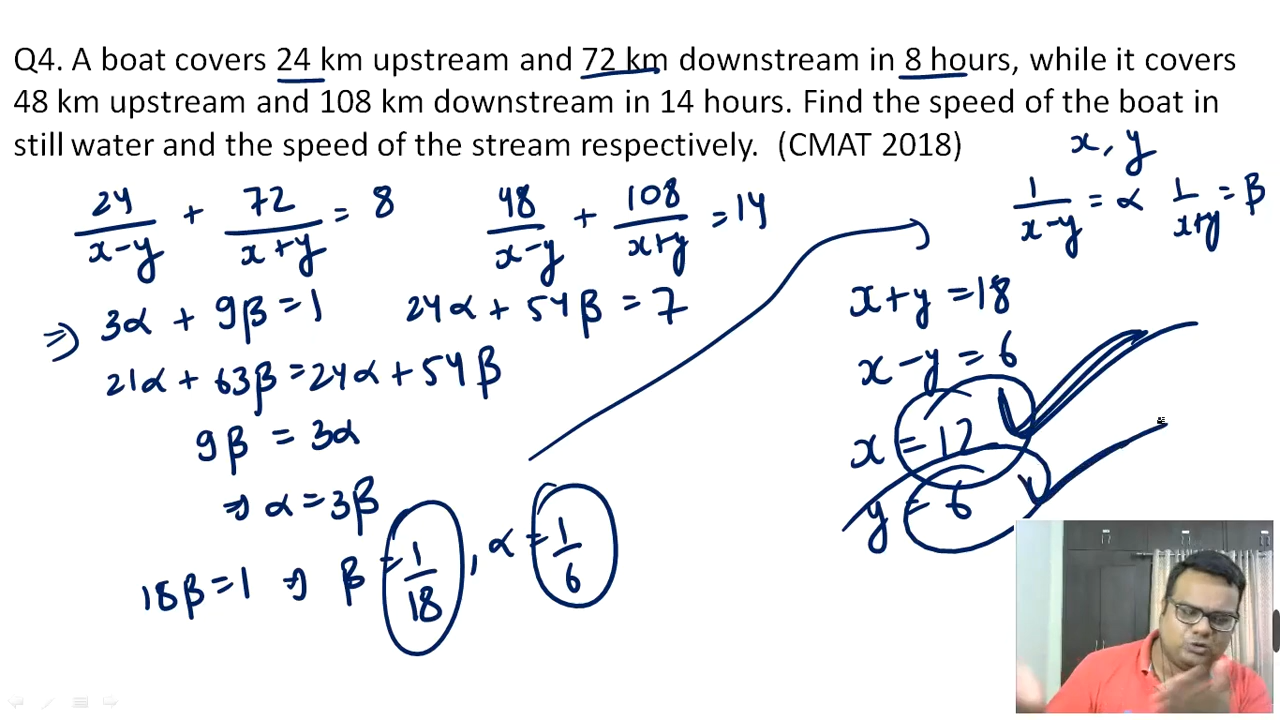 Q4. A boat covers 24 km upstream and 72 km downstream in 8 hours, while it covers
48 km upstream and 108 km downstream in 14 hours. Find the speed of the boat in
still water and the speed of the stream respectively. (CMAT 2018)
x, y
24/(x-y) + 72/(x+y) = 8
48/(x-y) + 108/(x+y) = 14
1/(x-y) = α 1/(x+y) = β
⇒ 3α + 9β = 1
24α + 54β = 7
21α + 63β = 24α + 54β
9β = 3α
⇒ α = 3β
18β = 1 ⇒ β = 1/18, α = 1/6
x+y = 18
x-y = 6
x = 12
y = 6